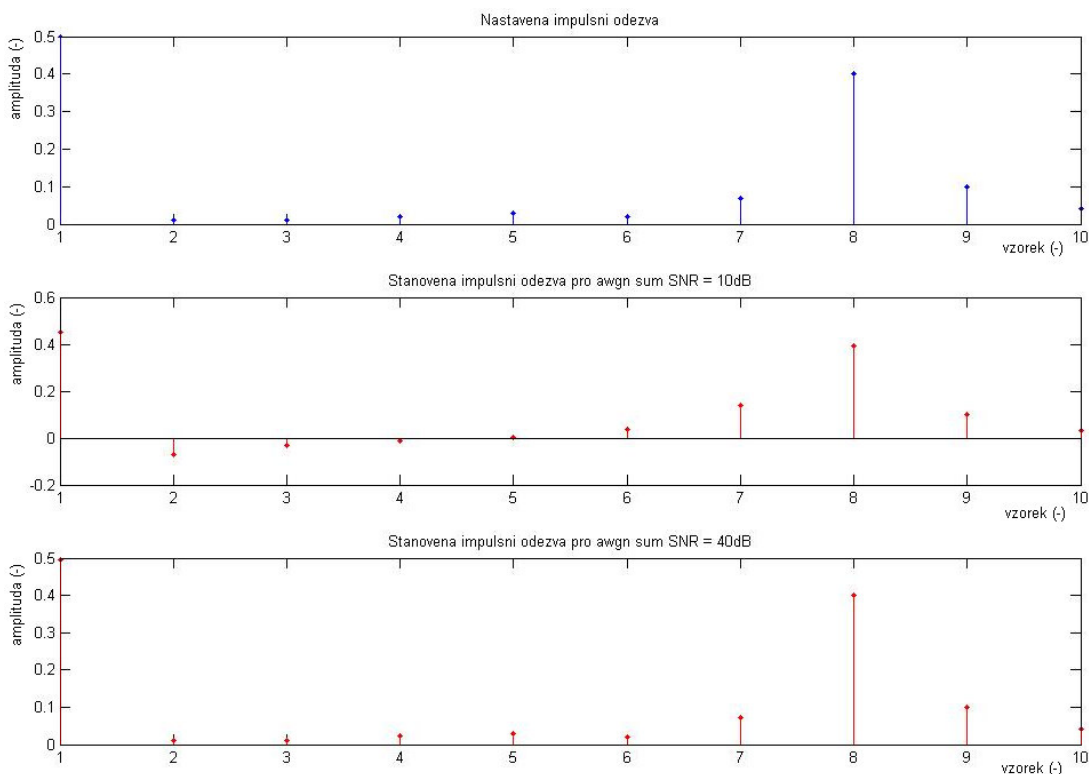 Nastavena impulsni odezva
amplituda (-)
0.5
0.4
0.3
0.2
0.1
0
1 2 3 4 5 6 7 8 9 10
vzorek (-)
Stanovena impulsni odezva pro awgn sum SNR = 10dB
amplituda (-)
0.6
0.4
0.2
0
-0.2
1 2 3 4 5 6 7 8 9 10
vzorek (-)
Stanovena impulsni odezva pro awgn sum SNR = 40dB
amplituda (-)
0.5
0.4
0.3
0.2
0.1
0
1 2 3 4 5 6 7 8 9 10
vzorek (-)